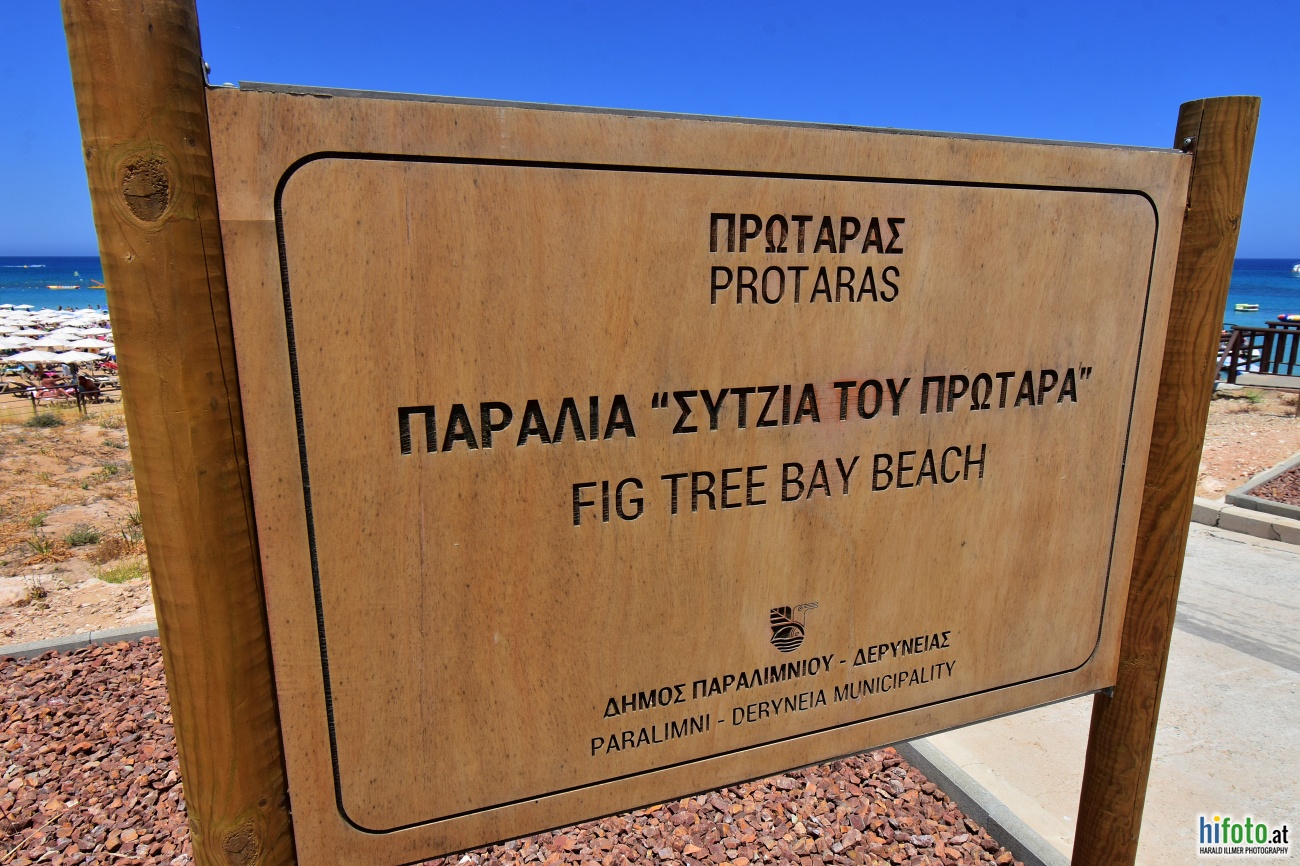 ΠΡΩΤΑΡΑΣ
PROTARAS
ΠΑΡΑΛΙΑ “ΣΥΤΖΙΑ ΤΟΥ ΠΡΩΤΑΡΑ”
FIG TREE BAY BEACH
ΔΗΜΟΣ ΠΑΡΑΛΙΜΝΙΟΥ - ΔΕΡΥΝΕΙΑΣ
PARALIMNI - DERYNEIA MUNICIPALITY
hifoto.at
HARALD ILLMER PHOTOGRAPHY